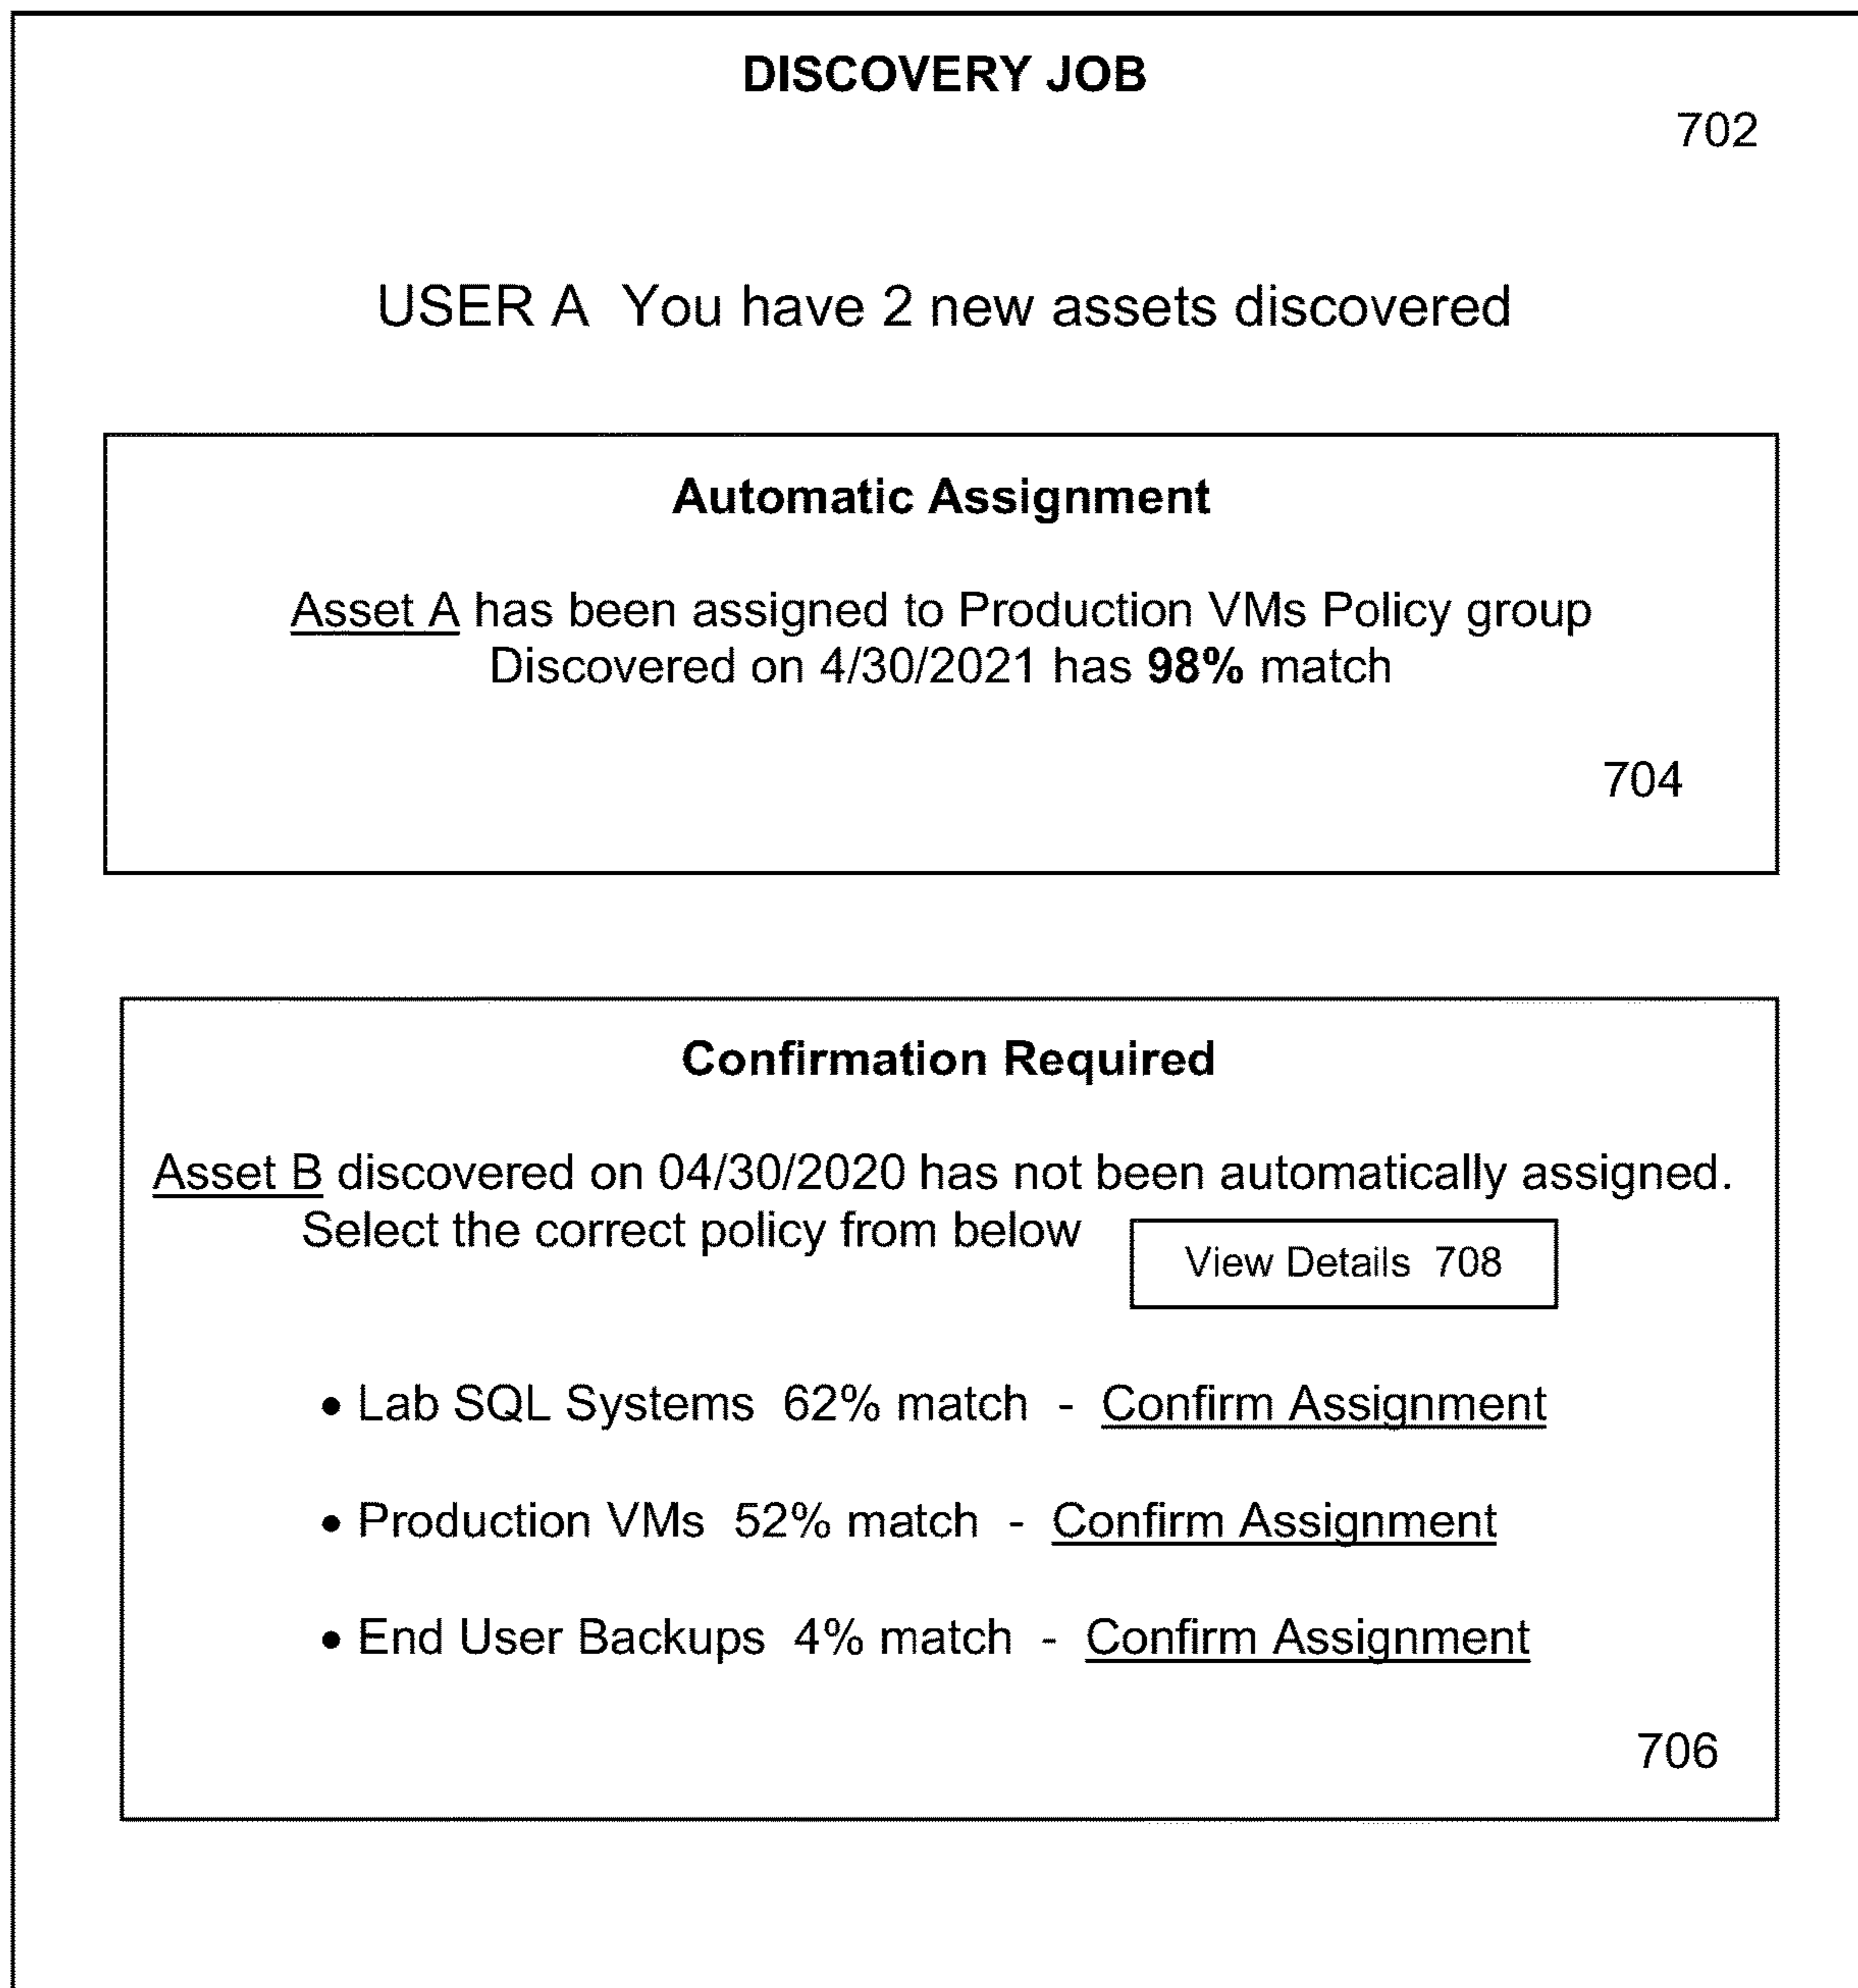 DISCOVERY JOB
702
USER A You have 2 new assets discovered
Automatic Assignment
Asset A has been assigned to Production VMs Policy group
Discovered on 4/30/2021 has 98% match
704
Confirmation Required
Asset B discovered on 04/30/2020 has not been automatically assigned.
Select the correct policy from below
View Details 708
• Lab SQL Systems 62% match - Confirm Assignment
• Production VMs 52% match - Confirm Assignment
• End User Backups 4% match - Confirm Assignment
706